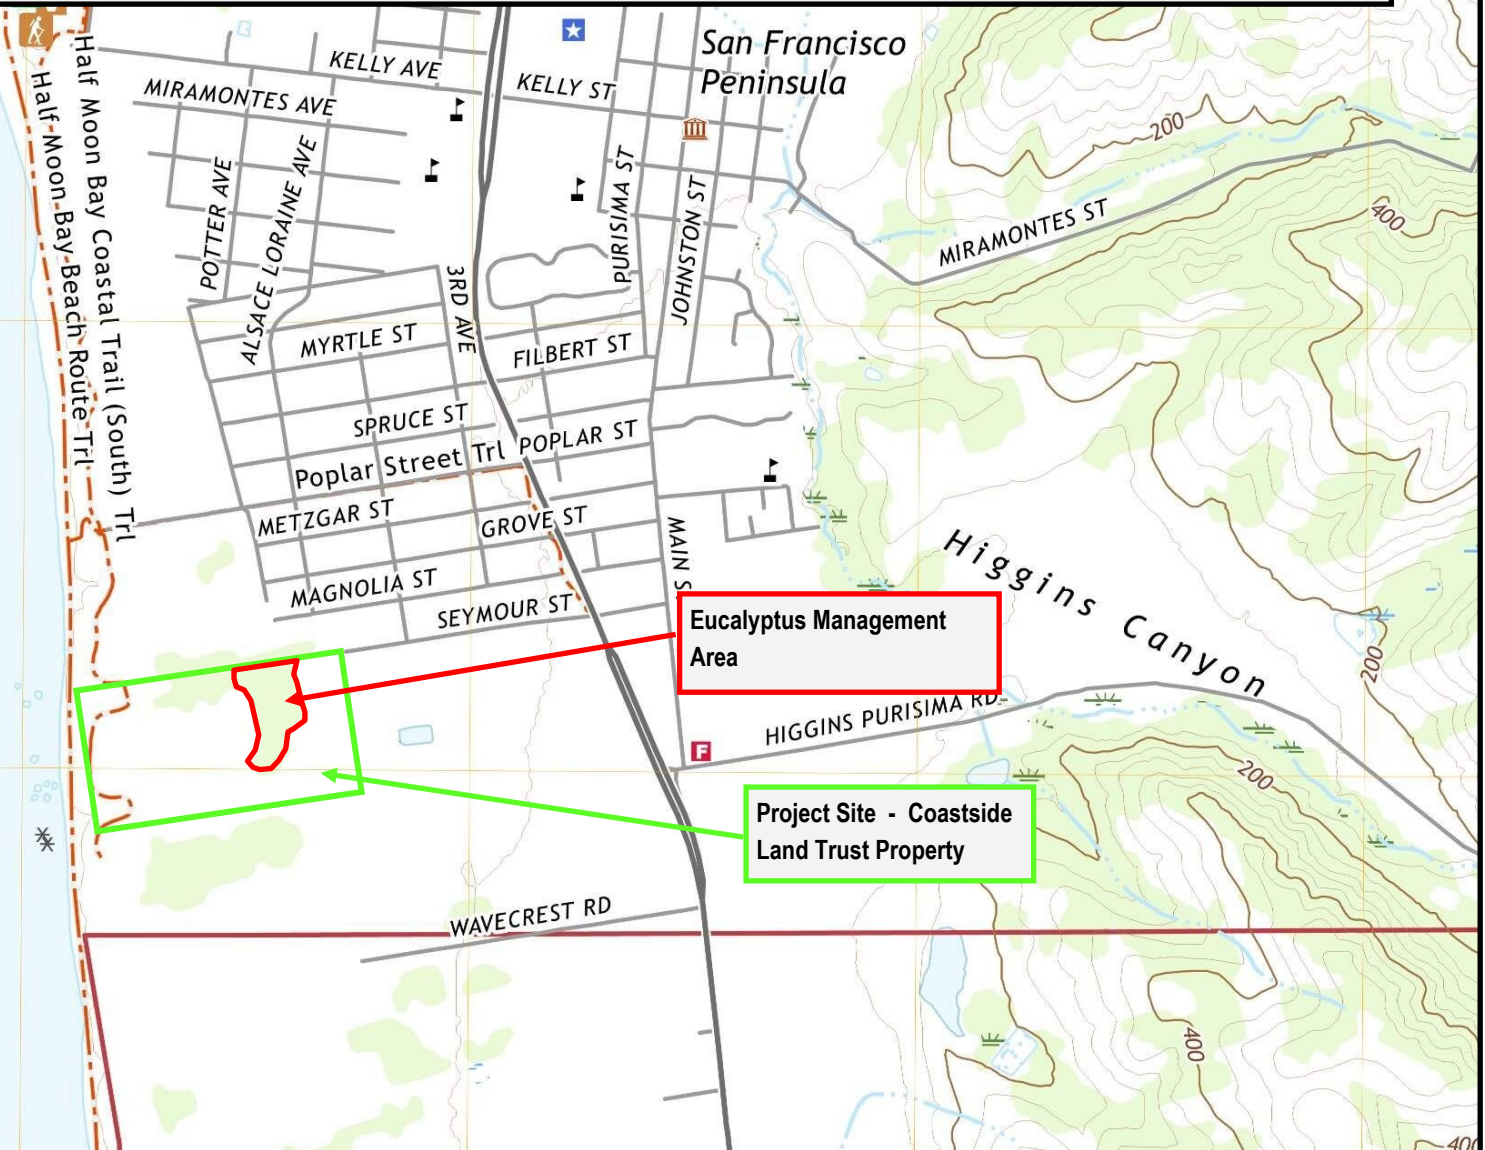 San Francisco
Peninsula
KELLY AVE
KELLY ST
MIRAMONTES AVE
Half Moon Bay Coastal Trail (South) Trl
Half Moon Bay Beach Route Trl
POTTER AVE
ALSACE LORAINE AVE
PURISIMA ST
JOHNSTON ST
200
400
MIRAMONTES ST
3RD AVE
MYRTLE ST
FILBERT ST
SPRUCE ST
POPLAR ST
Poplar Street Trl
METZGAR ST
GROVE ST
MAIN S
MAGNOLIA ST
SEYMOUR ST
Higgins Canyon
Eucalyptus Management
Area
200
HIGGINS PURISIMA RD
F
200
Project Site - Coastside
Land Trust Property
WAVECREST RD
400
400